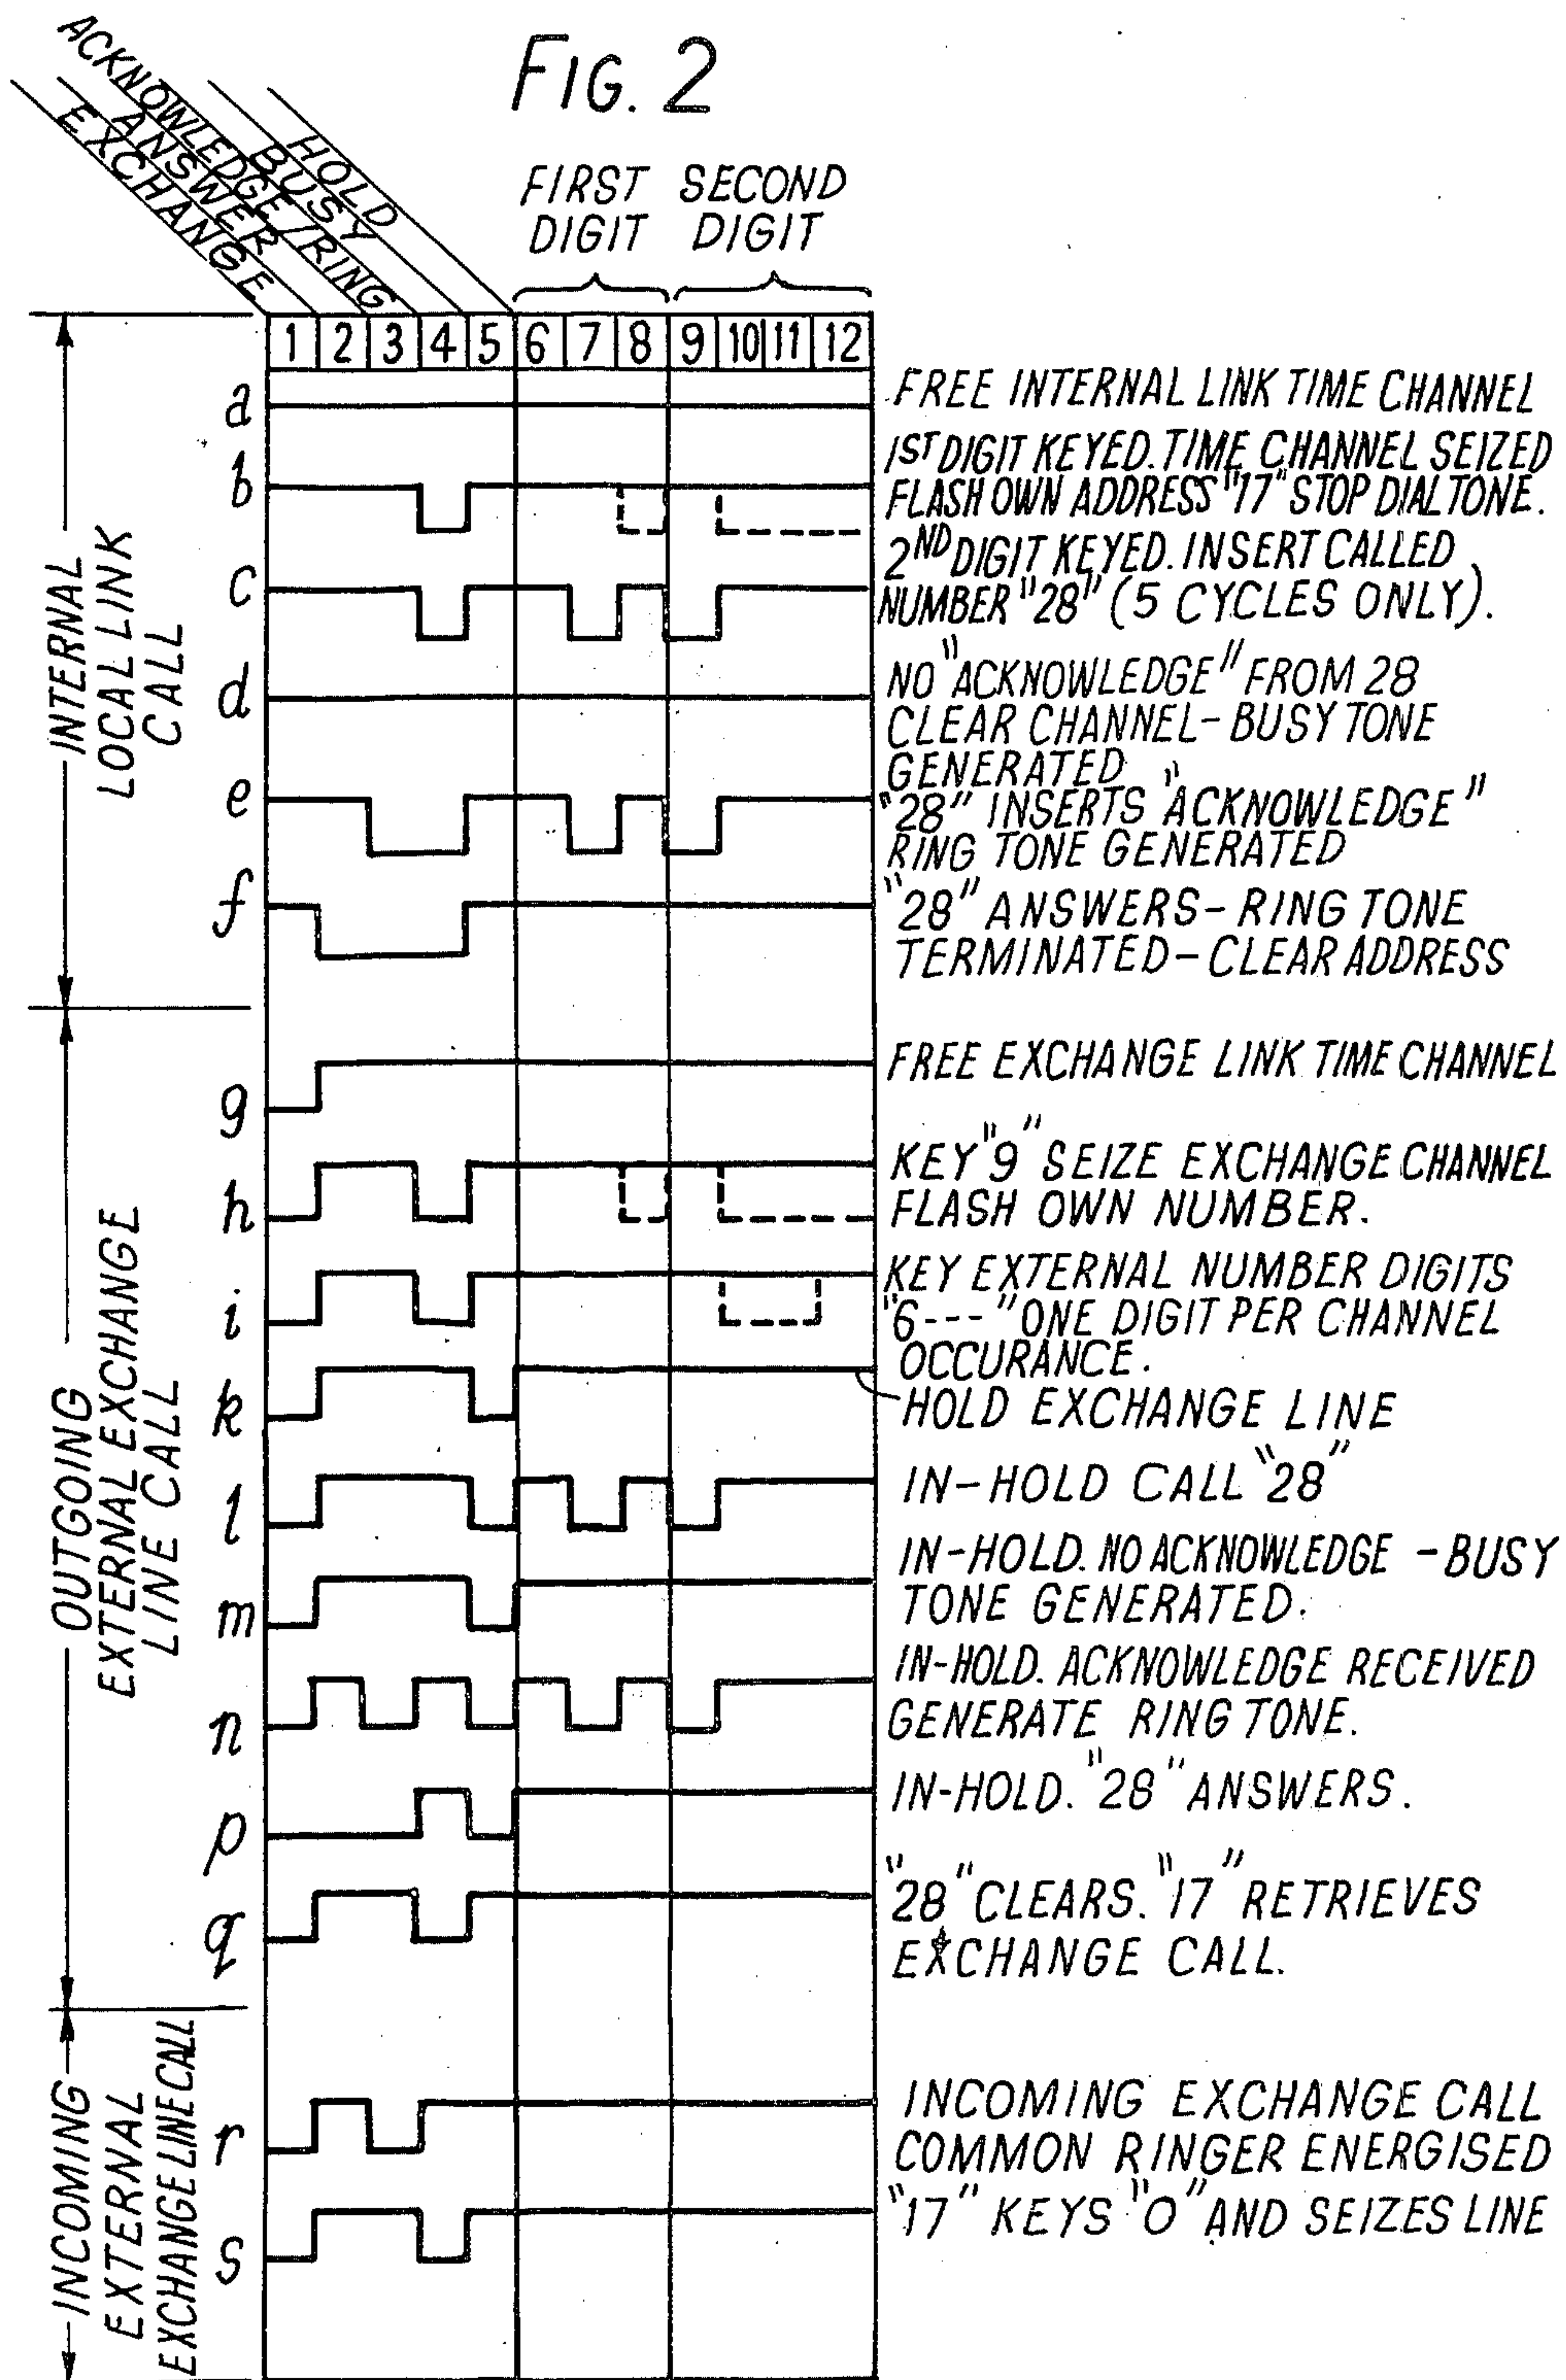 FIG. 2
ACKNOWLEDGE/RING
ANSWER
EXCHANGE
HOLD
BUSY
FIRST DIGIT
SECOND DIGIT
1 2 3 4 5 6 7 8 9 10 11 12
INTERNAL
LOCAL LINK
CALL
a
FREE INTERNAL LINK TIME CHANNEL
b
1ST DIGIT KEYED. TIME CHANNEL SEIZED
FLASH OWN ADDRESS "17" STOP DIAL TONE.
c
2ND DIGIT KEYED. INSERT CALLED
NUMBER "28" (5 CYCLES ONLY).
d
NO "ACKNOWLEDGE" FROM 28
CLEAR CHANNEL - BUSY TONE
GENERATED
e
"28" INSERTS "ACKNOWLEDGE"
RING TONE GENERATED
f
"28" ANSWERS - RING TONE
TERMINATED - CLEAR ADDRESS
OUTGOING
EXTERNAL EXCHANGE
LINE CALL
g
FREE EXCHANGE LINK TIME CHANNEL
h
KEY "9" SEIZE EXCHANGE CHANNEL
FLASH OWN NUMBER.
i
KEY EXTERNAL NUMBER DIGITS
"6---" ONE DIGIT PER CHANNEL
OCCURANCE.
k
HOLD EXCHANGE LINE
l
IN-HOLD CALL "28"
m
IN-HOLD. NO ACKNOWLEDGE - BUSY
TONE GENERATED.
n
IN-HOLD. ACKNOWLEDGE RECEIVED
GENERATE RING TONE.
p
IN-HOLD. "28" ANSWERS.
q
"28" CLEARS. "17" RETRIEVES
EXCHANGE CALL.
INCOMING
EXTERNAL
EXCHANGE LINE CALL
r
INCOMING EXCHANGE CALL
COMMON RINGER ENERGISED
s
"17" KEYS "0" AND SEIZES LINE